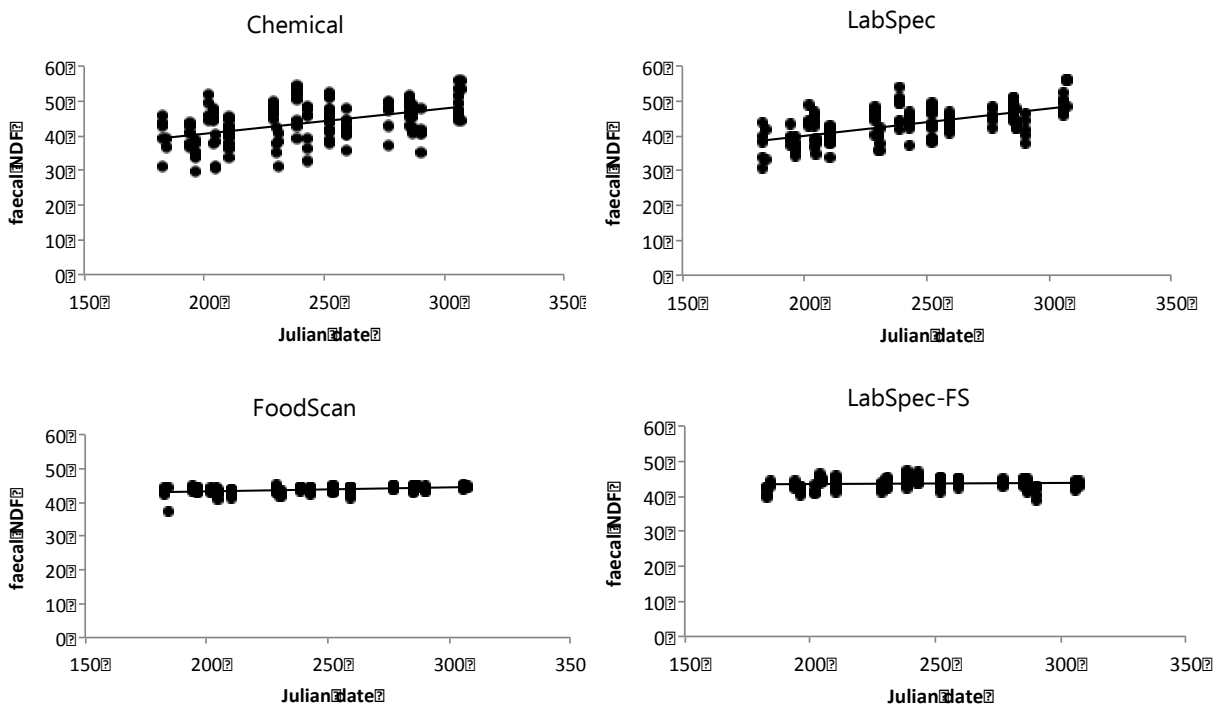 Chemical
60⍰
50⍰
40⍰
30⍰
20⍰
10⍰
0⍰
faecal⍰NDF⍰
150⍰ 200⍰ 250⍰ 300⍰ 350⍰
Julian⍰date⍰
LabSpec
60⍰
50⍰
40⍰
30⍰
20⍰
10⍰
0⍰
faecal⍰NDF⍰
150⍰ 200⍰ 250⍰ 300⍰ 350⍰
Julian⍰date⍰
FoodScan
60⍰
50⍰
40⍰
30⍰
20⍰
10⍰
0⍰
faecal⍰NDF⍰
150⍰ 200⍰ 250⍰ 300⍰ 350
Julian⍰date⍰
LabSpec-FS
60⍰
50⍰
40⍰
30⍰
20⍰
10⍰
0⍰
faecal⍰NDF⍰
150⍰ 200⍰ 250⍰ 300⍰ 350⍰
Julian⍰date⍰